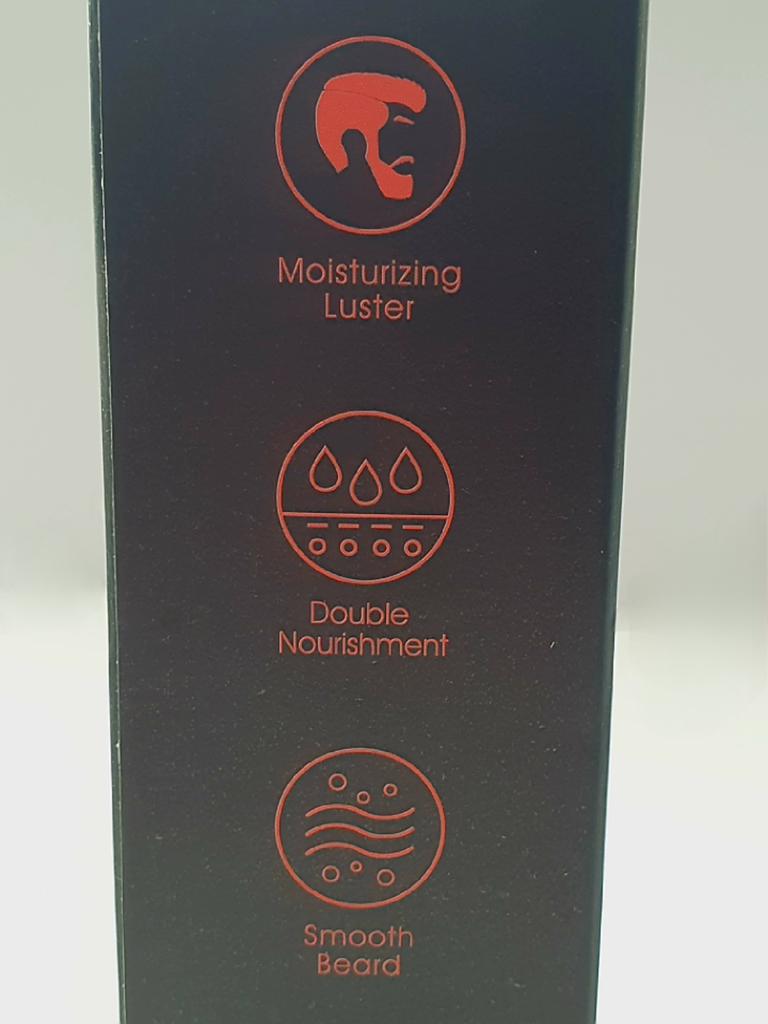 Moisturizing
Luster
Double
Nourishment
Smooth
Beard